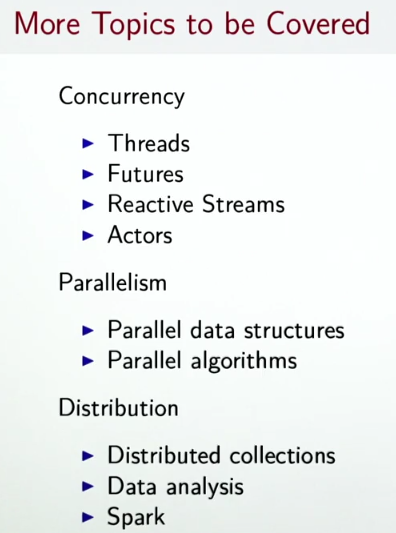 More Topics to be Covered
Concurrency
Threads
Futures
Reactive Streams
Actors
Parallelism
Parallel data structures
Parallel algorithms
Distribution
Distributed collections
Data analysis
Spark